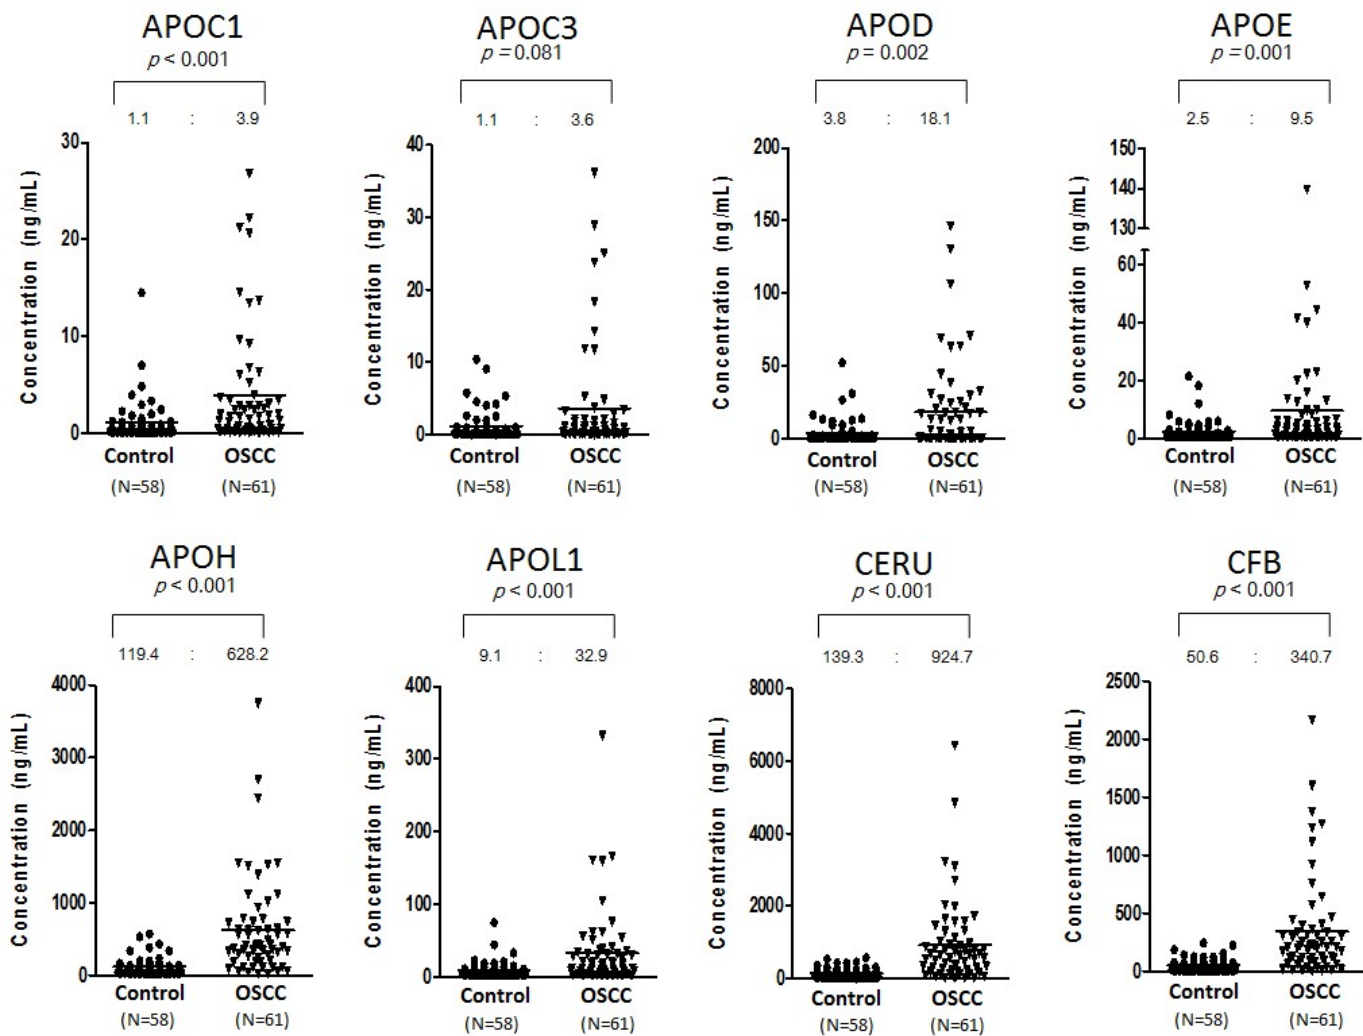 APOC1
p < 0.001
1.1 : 3.9
Concentration (ng/mL)
30
20
10
0
Control OSCC
(N=58) (N=61)
APOC3
p = 0.081
1.1 : 3.6
Concentration (ng/mL)
40
30
20
10
0
Control OSCC
(N=58) (N=61)
APOD
p = 0.002
3.8 : 18.1
Concentration (ng/mL)
200
150
100
50
0
Control OSCC
(N=58) (N=61)
APOE
p = 0.001
2.5 : 9.5
Concentration (ng/mL)
150
140
130
60
40
20
0
Control OSCC
(N=58) (N=61)
APOH
p < 0.001
119.4 : 628.2
Concentration (ng/mL)
4000
3000
2000
1000
0
Control OSCC
(N=58) (N=61)
APOL1
p < 0.001
9.1 : 32.9
Concentration (ng/mL)
400
300
200
100
0
Control OSCC
(N=58) (N=61)
CERU
p < 0.001
139.3 : 924.7
Concentration (ng/mL)
8000
6000
4000
2000
0
Control OSCC
(N=58) (N=61)
CFB
p < 0.001
50.6 : 340.7
Concentration (ng/mL)
2500
2000
1500
1000
500
0
Control OSCC
(N=58) (N=61)